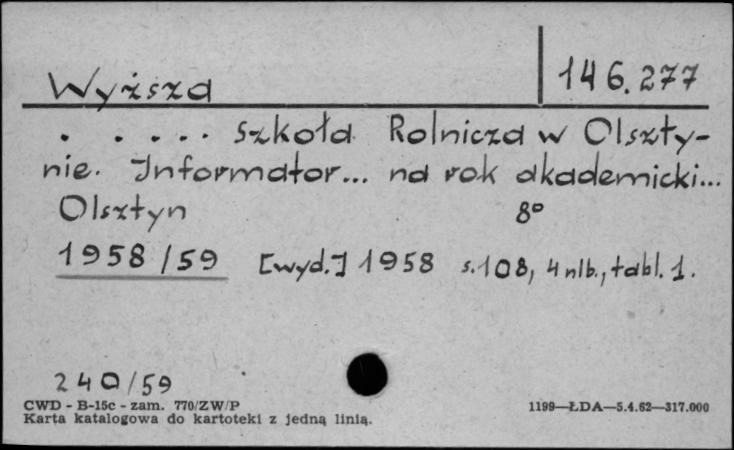 Wyższa
146.277
. . . . . . Szkoła Rolnicza w Olszty-
nie. Informator... na rok akademicki...
Olsztyn 8°
1958/59 [wyd.] 1958 s.108, 4 nlb., tabl. 1.
240/59
CWD - B-15c - zam. 770/ZW/P
1199—ŁDA—5.4.62—317.000
Karta katalogowa do kartoteki z jedną linią.